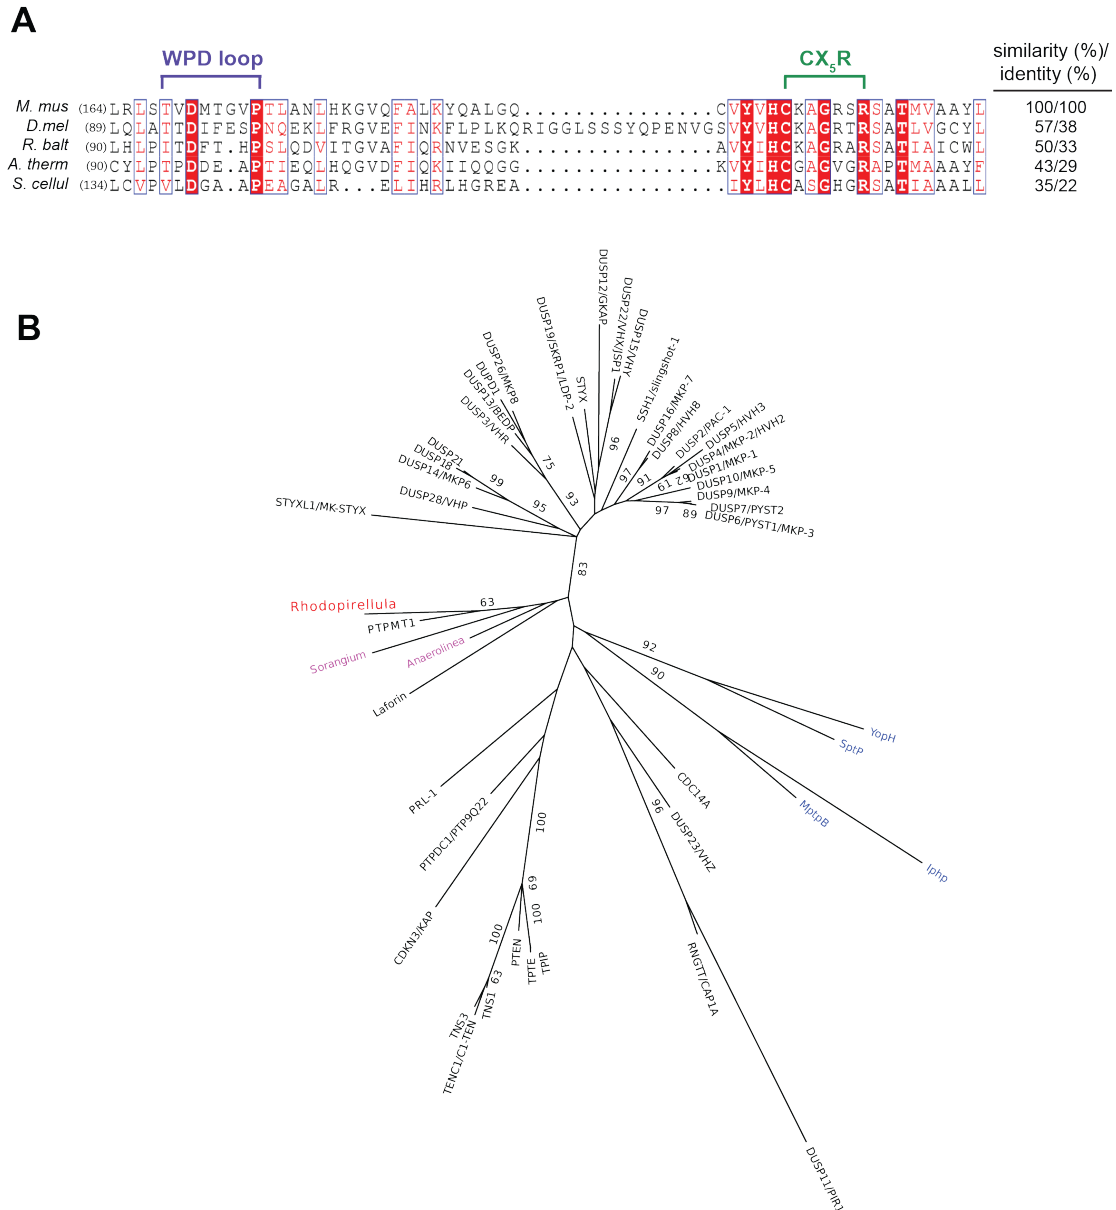 A
WPD loop
CX5R
similarity (%)/
identity (%)
M. mus (164) LRLSTVDMTGVPTLANLHKGVQFALKYQALGQ................CVYVHCKAGRSRSATMVAAYL 100/100
D.mel (89) LQLATTDIFESPNQEKLFRGVEFINKFLPLKQRIGGLSSSYQPENVGSVYVHCKAGRTRSATLVGCYL 57/38
R. balt (90) LHLPITDFT.HPSLQDVITGVAFIQRNVESGK................AVYIHCKAGRARSATIAICWL 50/33
A. therm (90) CYLPTPDDE.APTIEQLHQGVDFIQKIIQQGG................KVYIHCGAGVGRAPTMAAAYF 43/29
S. cellul (134) LCVPVLDGA.APEAGALR...ELIHRLHGREA................IYLHCASGHGRSATIAAALL 35/22
B
DUSP12/GKAP
DUSP22/VHX/JSP1
DUSP15/VHY
DUSP19/SKRP1/LDP-2
STYX
SSH1/slingshot-1
DUSP26/MKP8
DUPD1
DUSP13/BEDP
DUSP3/VHR
DUSP16/MKP-7
DUSP8/HVH8
DUSP2/PAC-1
DUSP5/HVH3
DUSP4/MKP-2/HVH2
DUSP1/MKP-1
DUSP10/MKP-5
DUSP9/MKP-4
DUSP7/PYST2
DUSP6/PYST1/MKP-3
96
97
91
61
62
97
89
75
93
DUSP21
DUSP18
DUSP14/MKP6
99
95
DUSP28/VHP
STYXL1/MK-STYX
83
Rhodopirellula
63
PTPMT1
Sorangium
Anaerolinea
Laforin
92
90
YopH
SptP
MptpB
Iphp
PRL-1
PTPDC1/PTP9Q22
CDKN3/KAP
CDC14A
96
DUSP23/VHZ
100
69
100
100
63
PTEN
TPTE
TPIP
TNS1
TNS3
TENC1/C1-TEN
RNGTT/CAP1A
DUSP11/PIR1